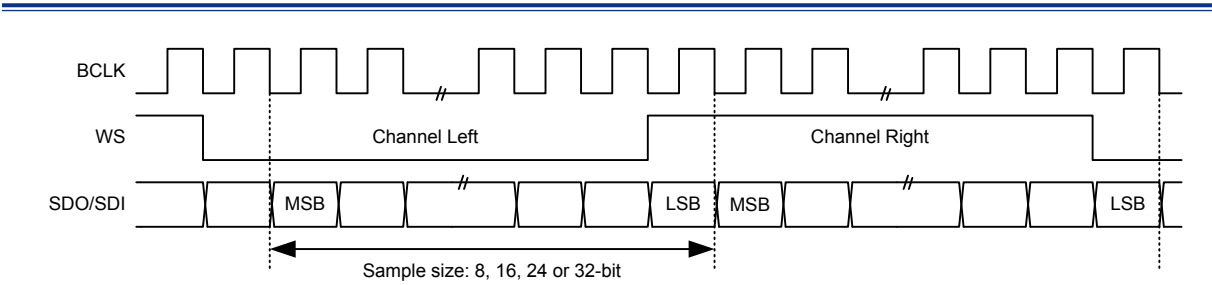 BCLK
WS
Channel Left
Channel Right
SDO/SDI
MSB
LSB
MSB
LSB
Sample size: 8, 16, 24 or 32-bit